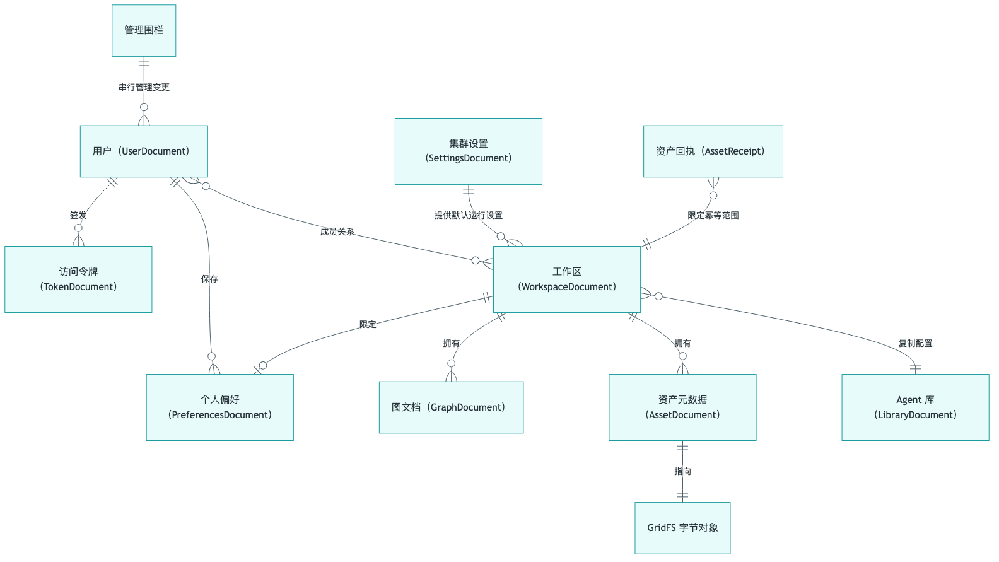 管理围栏
串行管理变更
用户（UserDocument）
集群设置
（SettingsDocument）
资产回执（AssetReceipt）
签发
提供默认运行设置
限定幂等范围
成员关系
访问令牌
（TokenDocument）
保存
工作区
（WorkspaceDocument）
限定
拥有
拥有
复制配置
个人偏好
（PreferencesDocument）
图文档（GraphDocument）
资产元数据
（AssetDocument）
Agent 库
（LibraryDocument）
指向
GridFS 字节对象